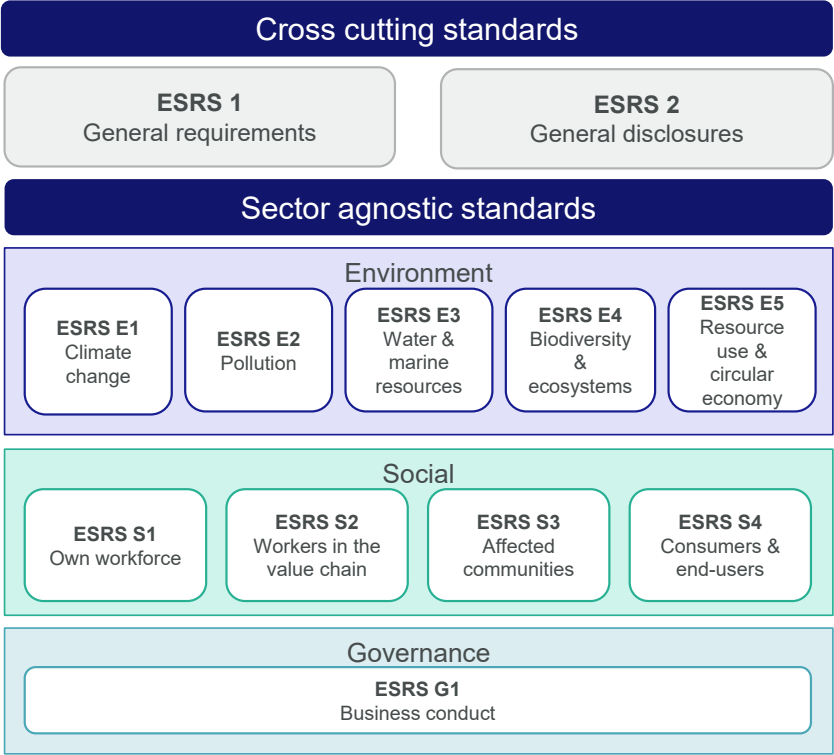 Cross cutting standards
ESRS 1
General requirements
ESRS 2
General disclosures
Sector agnostic standards
Environment
ESRS E1
Climate
change
ESRS E2
Pollution
ESRS E3
Water &
marine
resources
ESRS E4
Biodiversity
&
ecosystems
ESRS E5
Resource
use &
circular
economy
Social
ESRS S1
Own workforce
ESRS S2
Workers in the
value chain
ESRS S3
Affected
communities
ESRS S4
Consumers &
end-users
Governance
ESRS G1
Business conduct